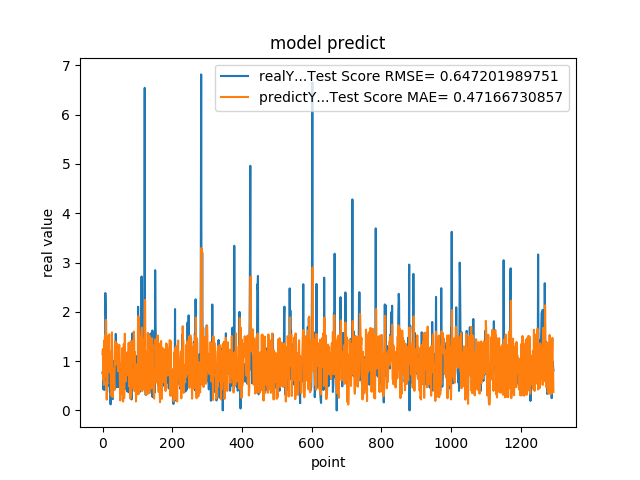 model predict
realY...Test Score RMSE= 0.647201989751
predictY...Test Score MAE= 0.47166730857
real value
7
6
5
4
3
2
1
0
0 200 400 600 800 1000 1200
point